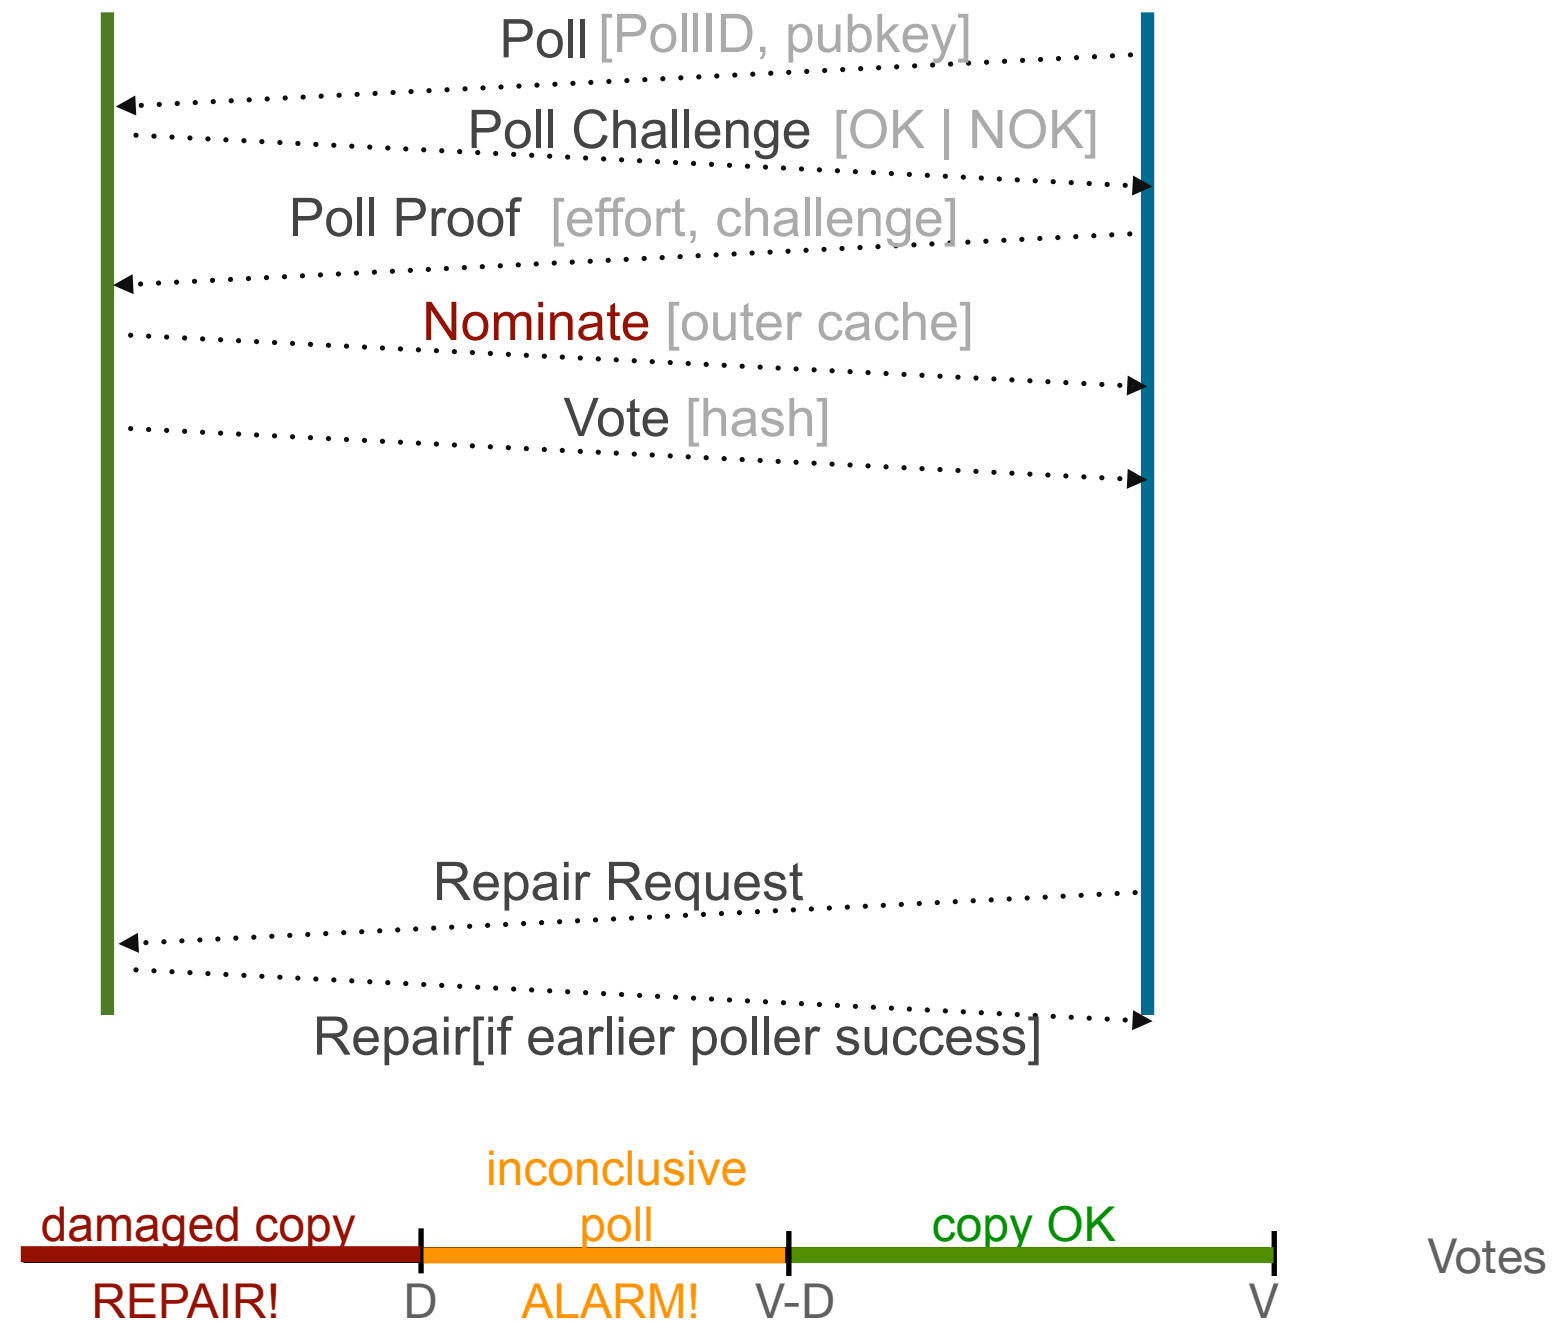 Poll [PollID, pubkey]
Poll Challenge [OK | NOK]
Poll Proof [effort, challenge]
Nominate [outer cache]
Vote [hash]
Repair Request
Repair[if earlier poller success]
inconclusive
damaged copy poll copy OK
Votes
REPAIR! D ALARM! V-D V